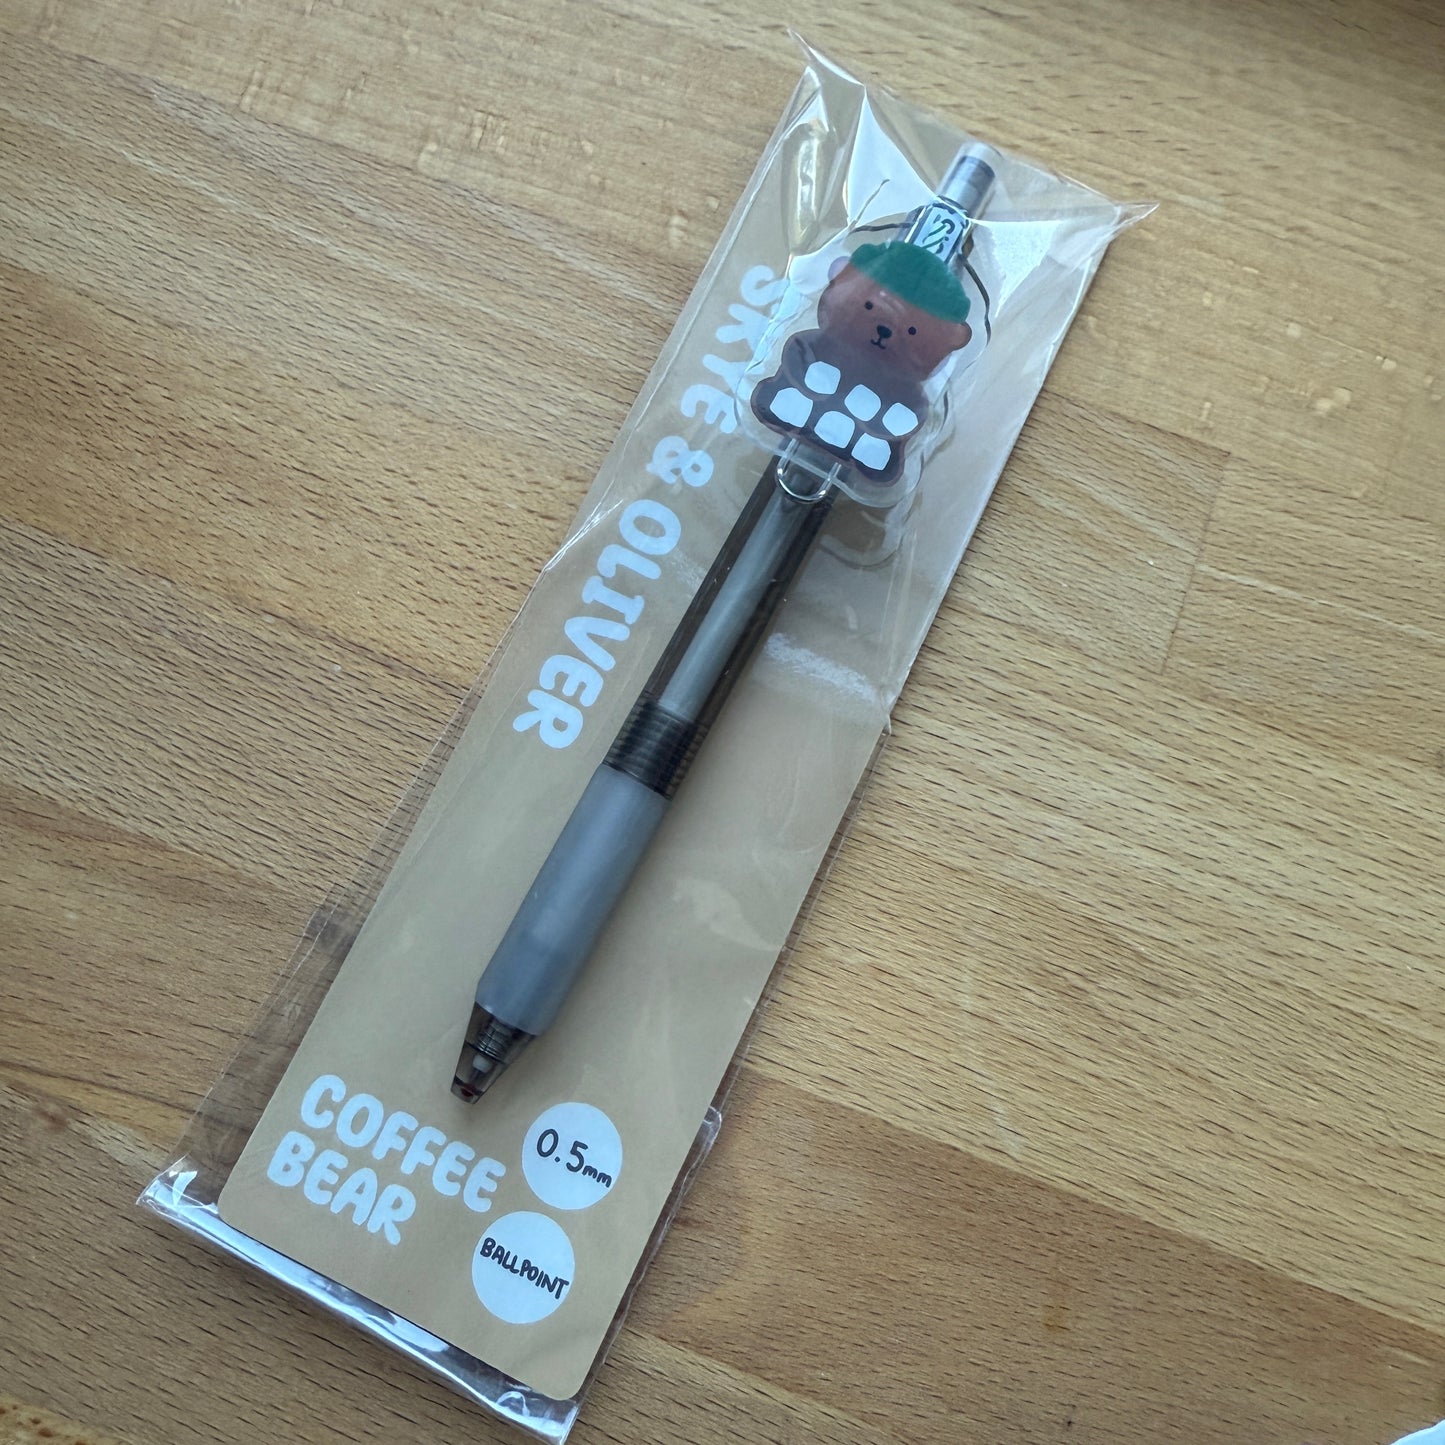 SKYE & OLIVER
COFFEE
BEAR
0.5mm
BALLPOINT